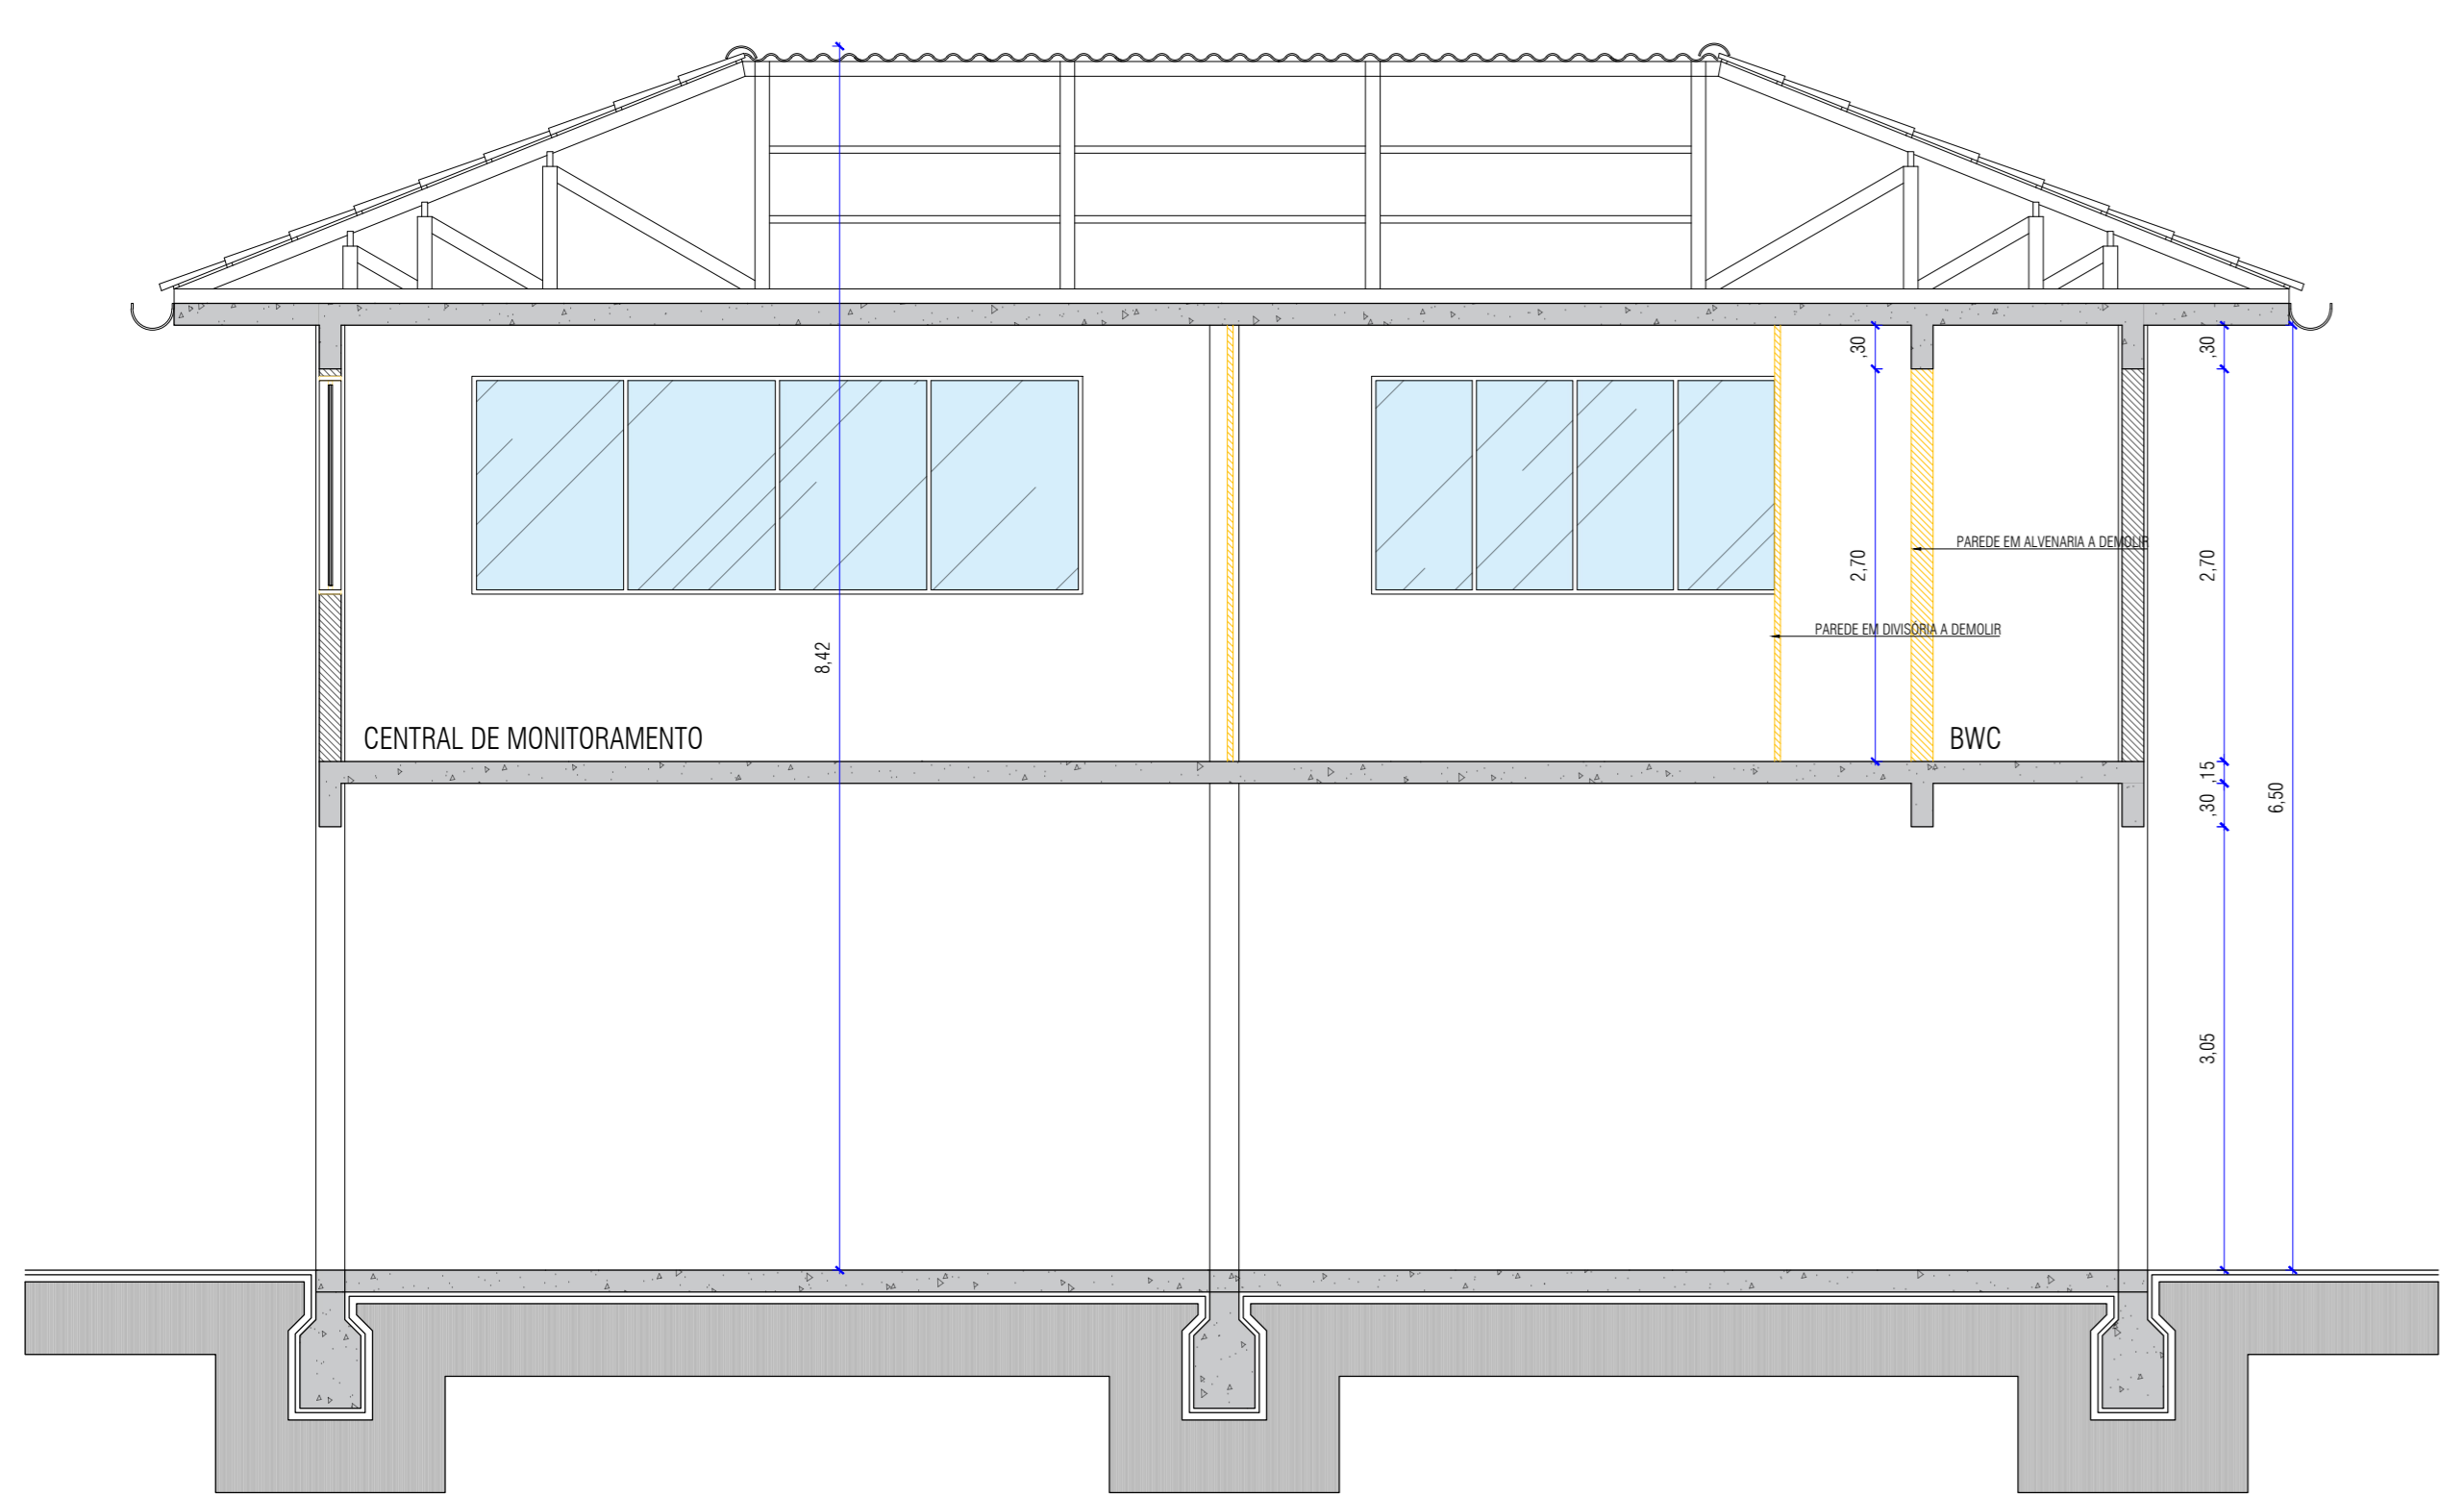 ,30
,30
PAREDE EM ALVENARIA A DEMOLIR
2,70
2,70
PAREDE EM DIVISÓRIA A DEMOLIR
8,42
CENTRAL DE MONITORAMENTO
BWC
,15
,30
6,50
3,05